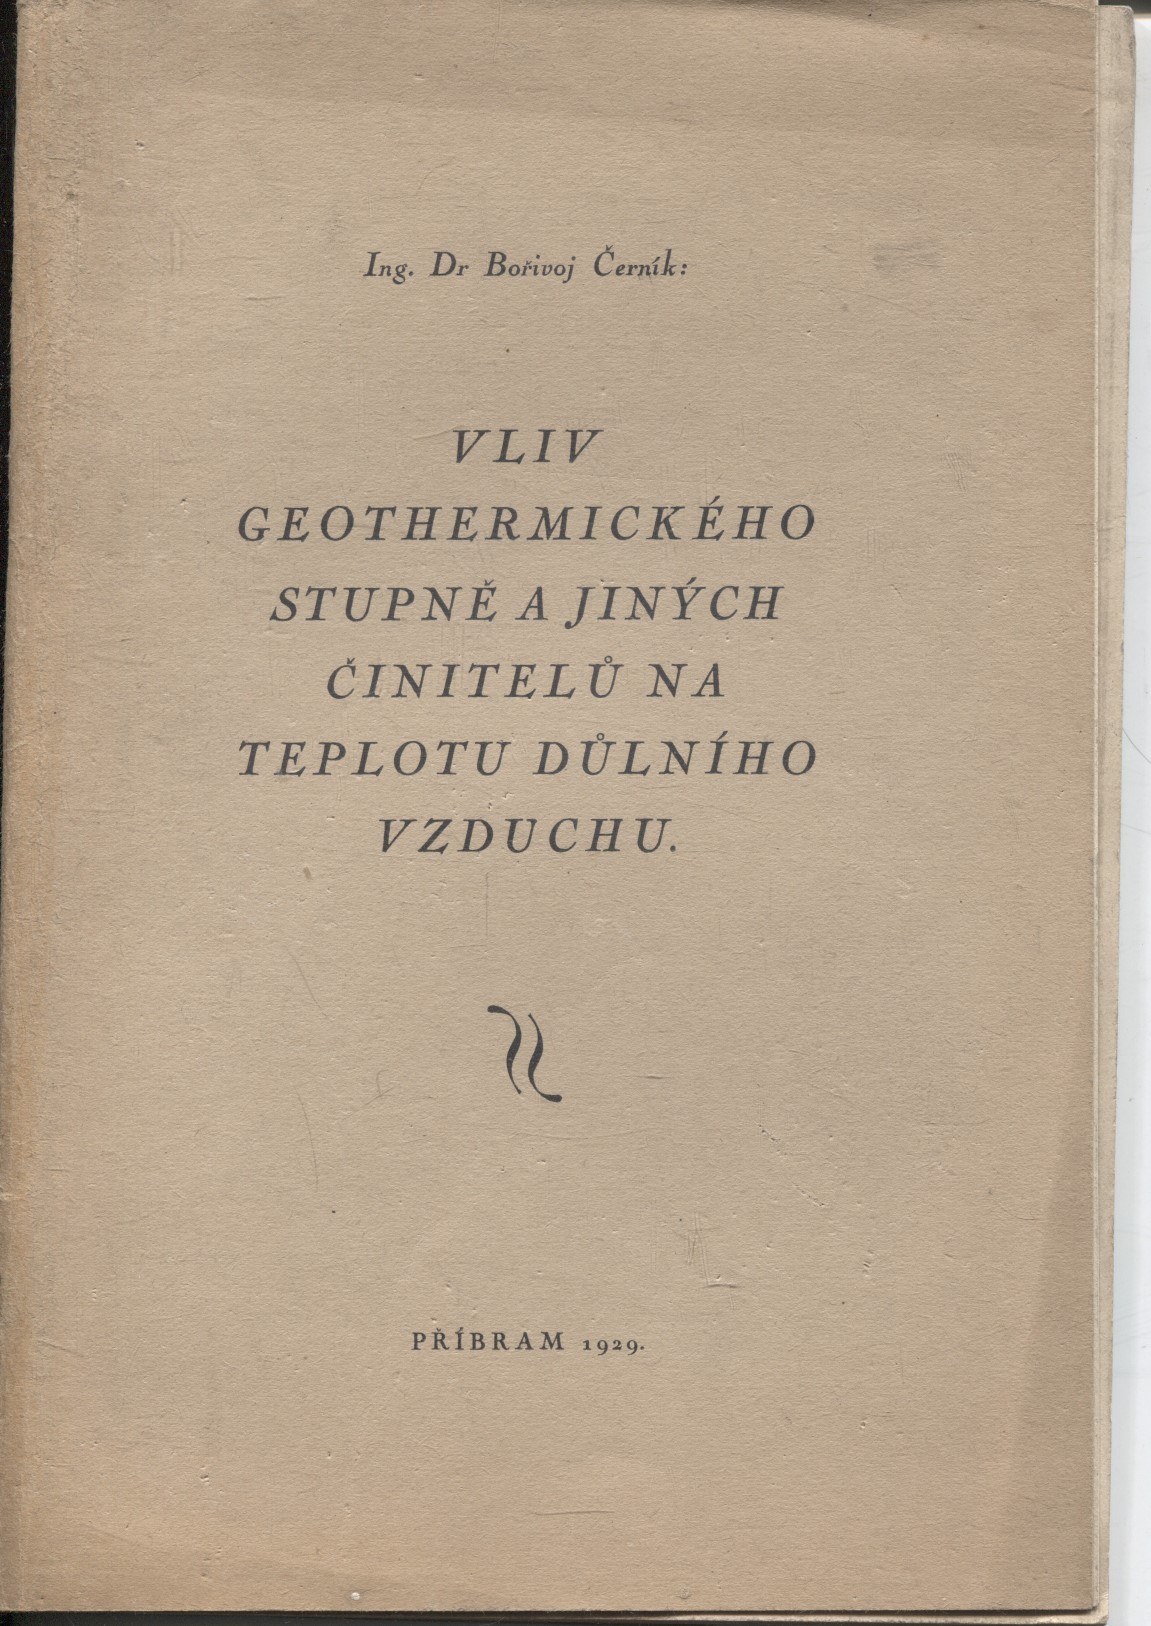 Ing. Dr Bořivoj Černík:
VLIV
GEOTHERMICKÉHO
STUPNĚ A JINÝCH
ČINITELŮ NA
TEPLOTU DŮLNÍHO
VZDUCHU.
PŘÍBRAM 1929.